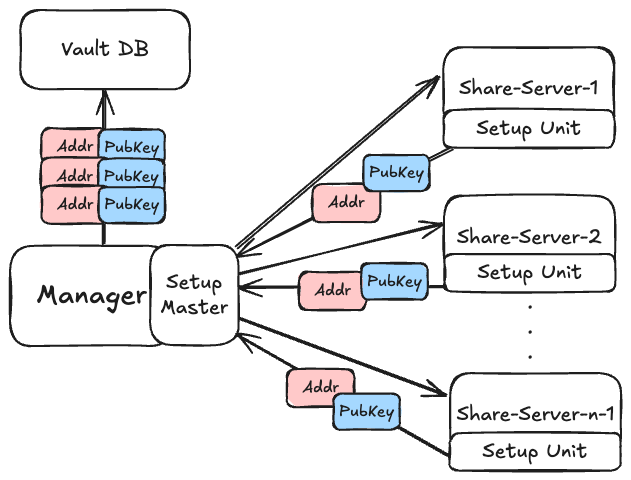 Vault DB
Share-Server-1
Setup Unit
Addr PubKey
Addr PubKey
Addr PubKey
PubKey
Addr
Share-Server-2
Setup Unit
Manager
Setup
Master
PubKey
Addr
.
.
.
Addr
PubKey
Share-Server-n-1
Setup Unit